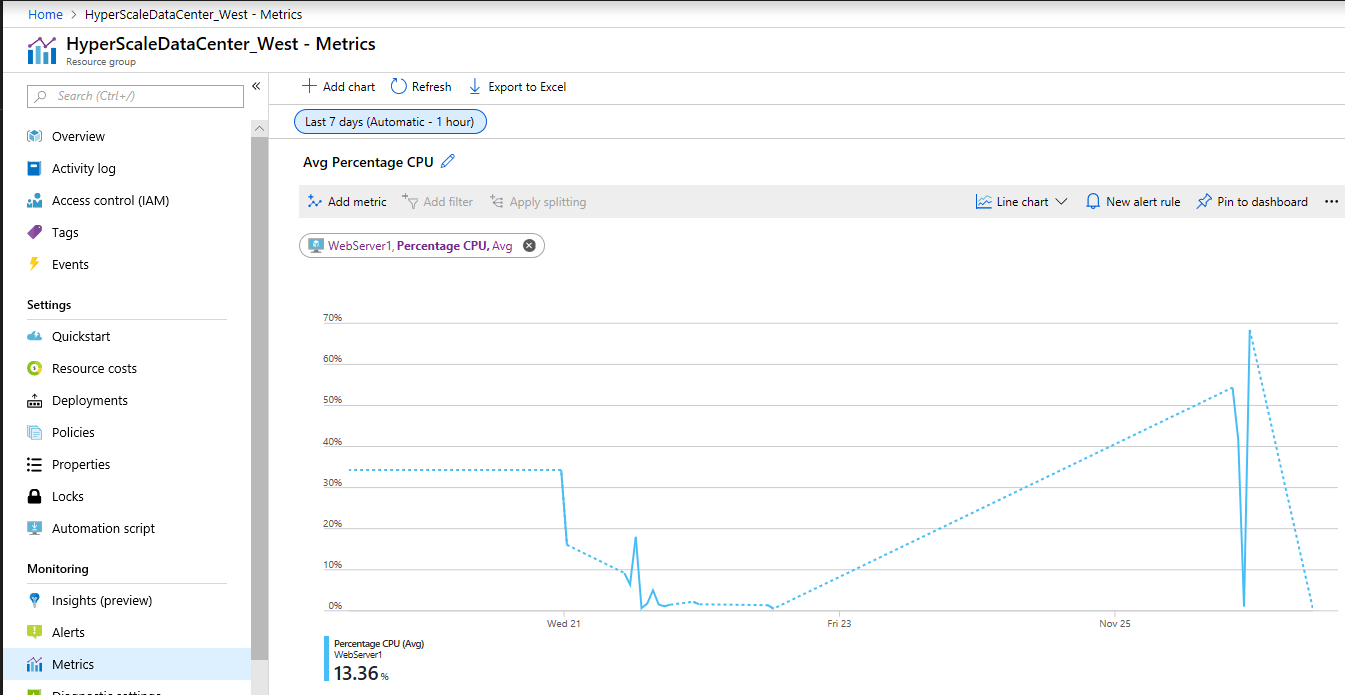 Home > HyperScaleDataCenter_West - Metrics
HyperScaleDataCenter_West - Metrics
Resource group
Search (Ctrl+/)
«
Overview
Activity log
Access control (IAM)
Tags
Events
Settings
Quickstart
Resource costs
Deployments
Policies
Properties
Locks
Automation script
Monitoring
Insights (preview)
Alerts
Metrics
Diagnostic settings
Add chart Refresh Export to Excel
Last 7 days (Automatic - 1 hour)
Avg Percentage CPU
Add metric Add filter Apply splitting Line chart New alert rule Pin to dashboard ...
WebServer1, Percentage CPU, Avg
70%
60%
50%
40%
30%
20%
10%
0%
Wed 21 Fri 23 Nov 25
Percentage CPU (Avg)
WebServer1
13.36 %